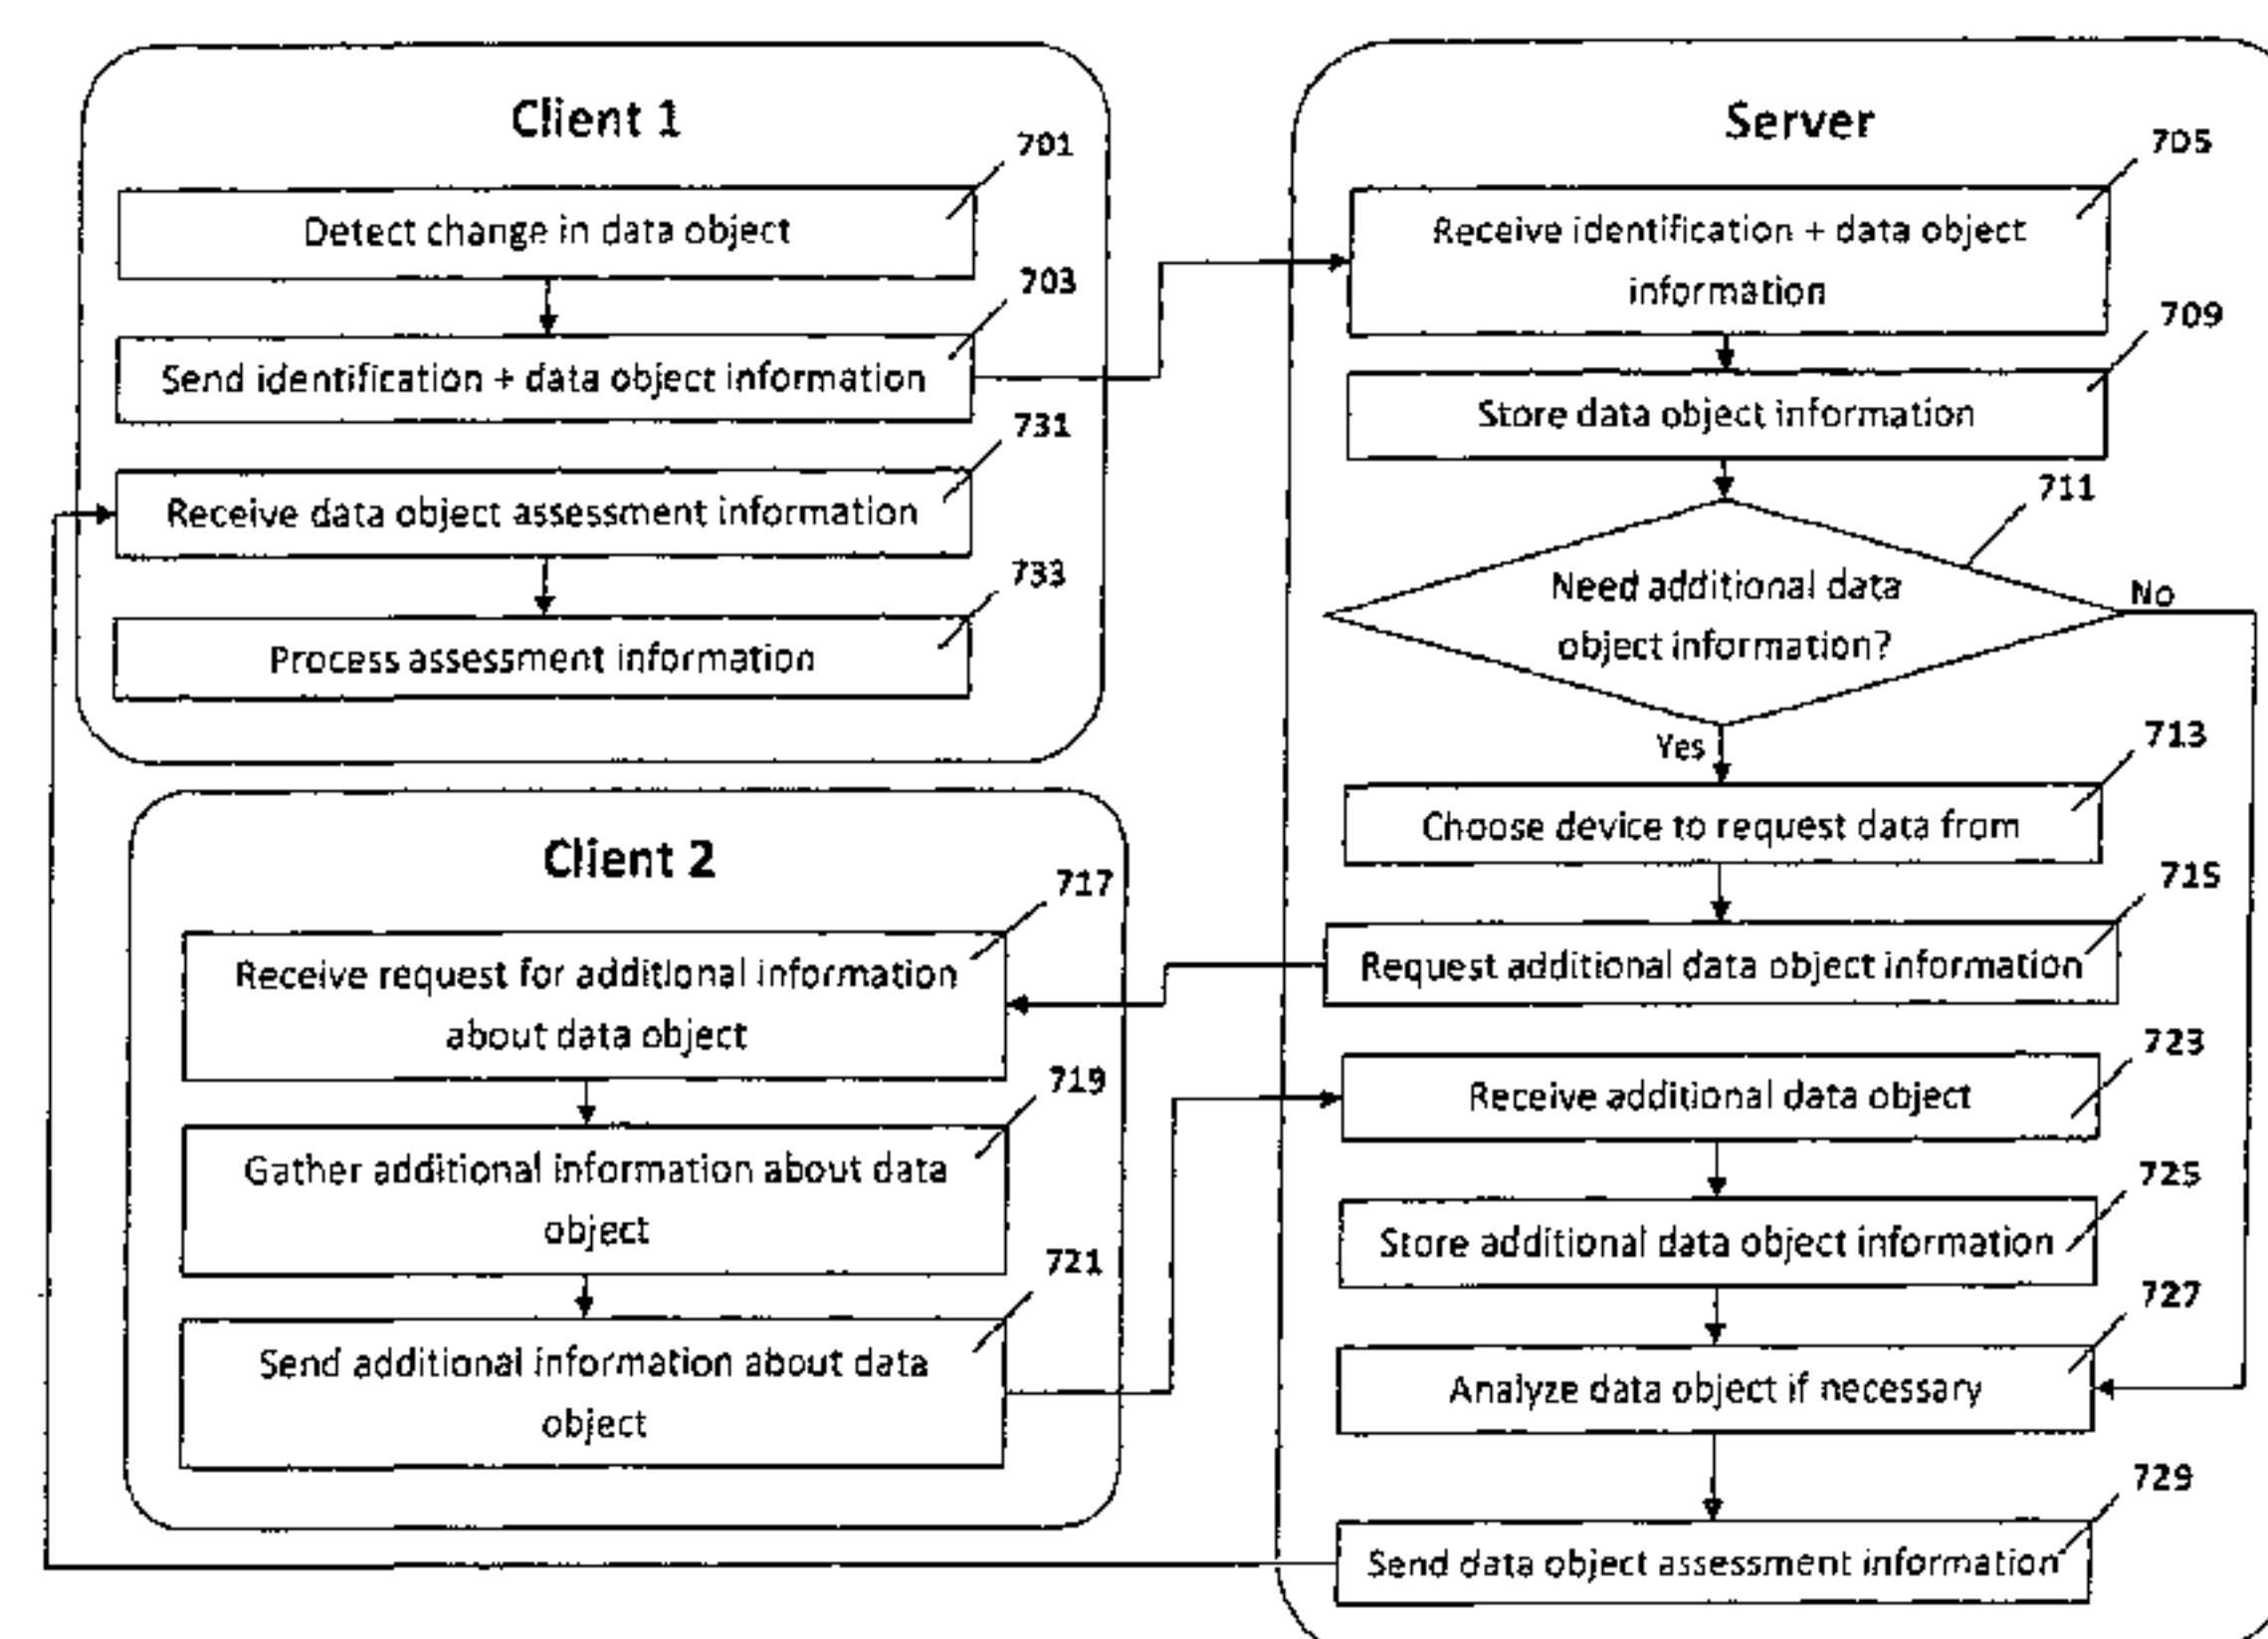 Client 1
701
Detect change in data object
703
Send identification + data object information
731
Receive data object assessment information
733
Process assessment information
Client 2
717
Receive request for additional information
about data object
719
Gather additional information about data
object
721
Send additional information about data
object
Server
705
Receive identification + data object
information
709
Store data object information
711
Need additional data
object information?
No
Yes
713
Choose device to request data from
715
Request additional data object information
723
Receive additional data object
725
Store additional data object information
727
Analyze data object if necessary
729
Send data object assessment information